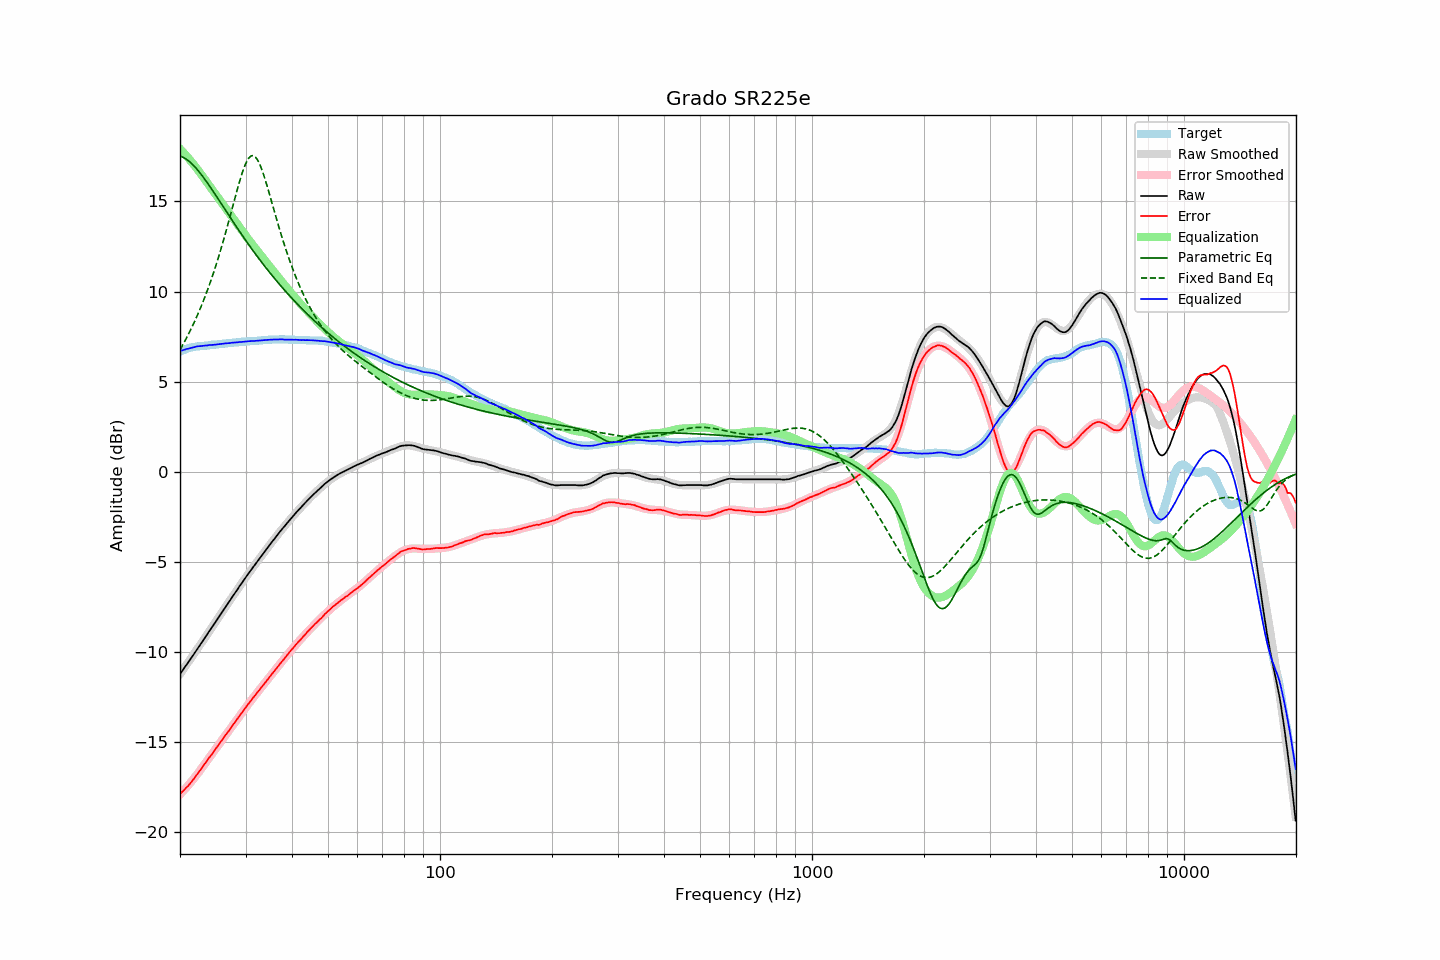 Grado SR225e
Target
Raw Smoothed
Error Smoothed
Raw
Error
Equalization
Parametric Eq
Fixed Band Eq
Equalized
15
10
5
0
−5
−10
−15
−20
Amplitude (dBr)
100
1000
10000
Frequency (Hz)